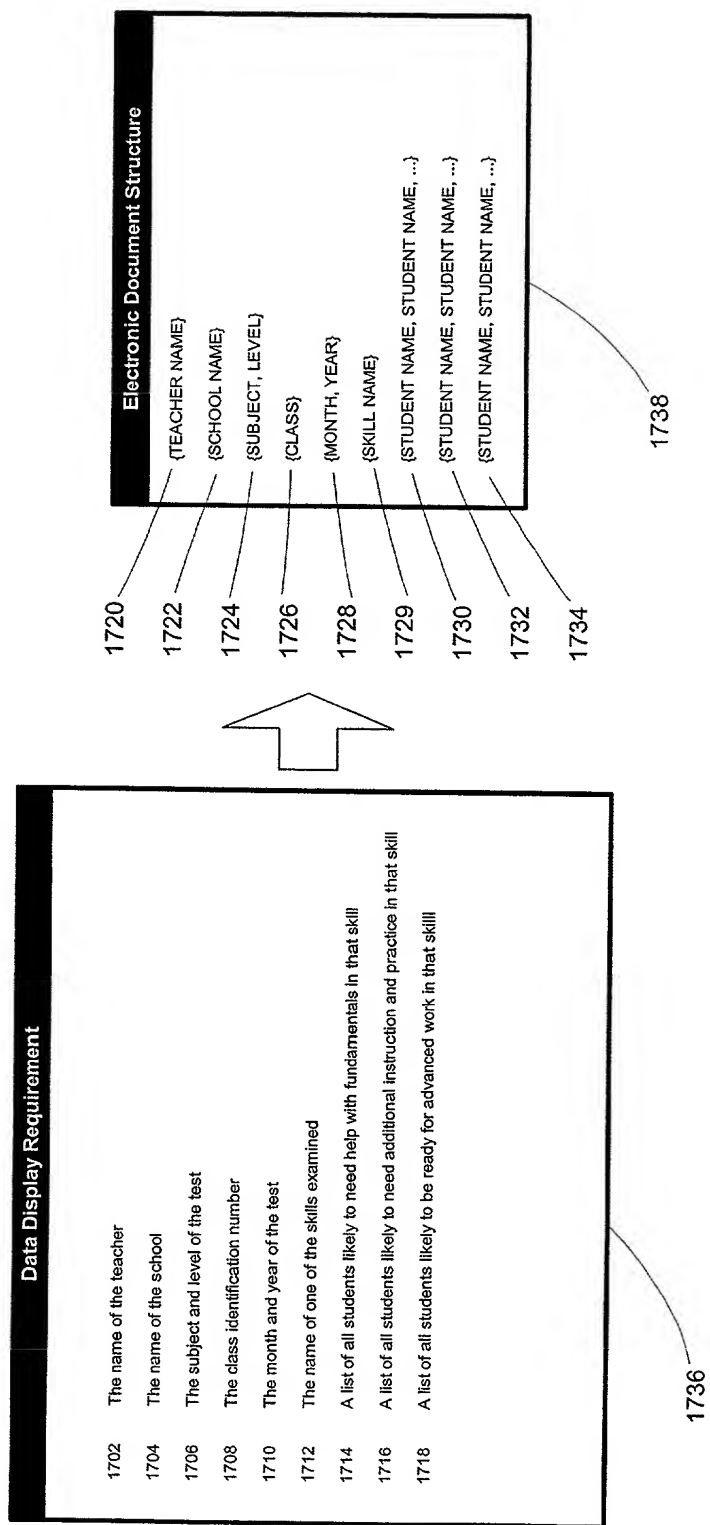 Data Display Requirement
1702 The name of the teacher
1704 The name of the school
1706 The subject and level of the test
1708 The class identification number
1710 The month and year of the test
1712 The name of one of the skills examined
1714 A list of all students likely to need help with fundamentals in that skill
1716 A list of all students likely to need additional instruction and practice in that skill
1718 A list of all students likely to be ready for advanced work in that skill
1736
Electronic Document Structure
1720 {TEACHER NAME}
1722 {SCHOOL NAME}
1724 {SUBJECT, LEVEL}
1726 {CLASS}
1728 {MONTH, YEAR}
1729 {SKILL NAME}
1730 {STUDENT NAME, STUDENT NAME, ...}
1732 {STUDENT NAME, STUDENT NAME, ...}
1734 {STUDENT NAME, STUDENT NAME, ...}
1738